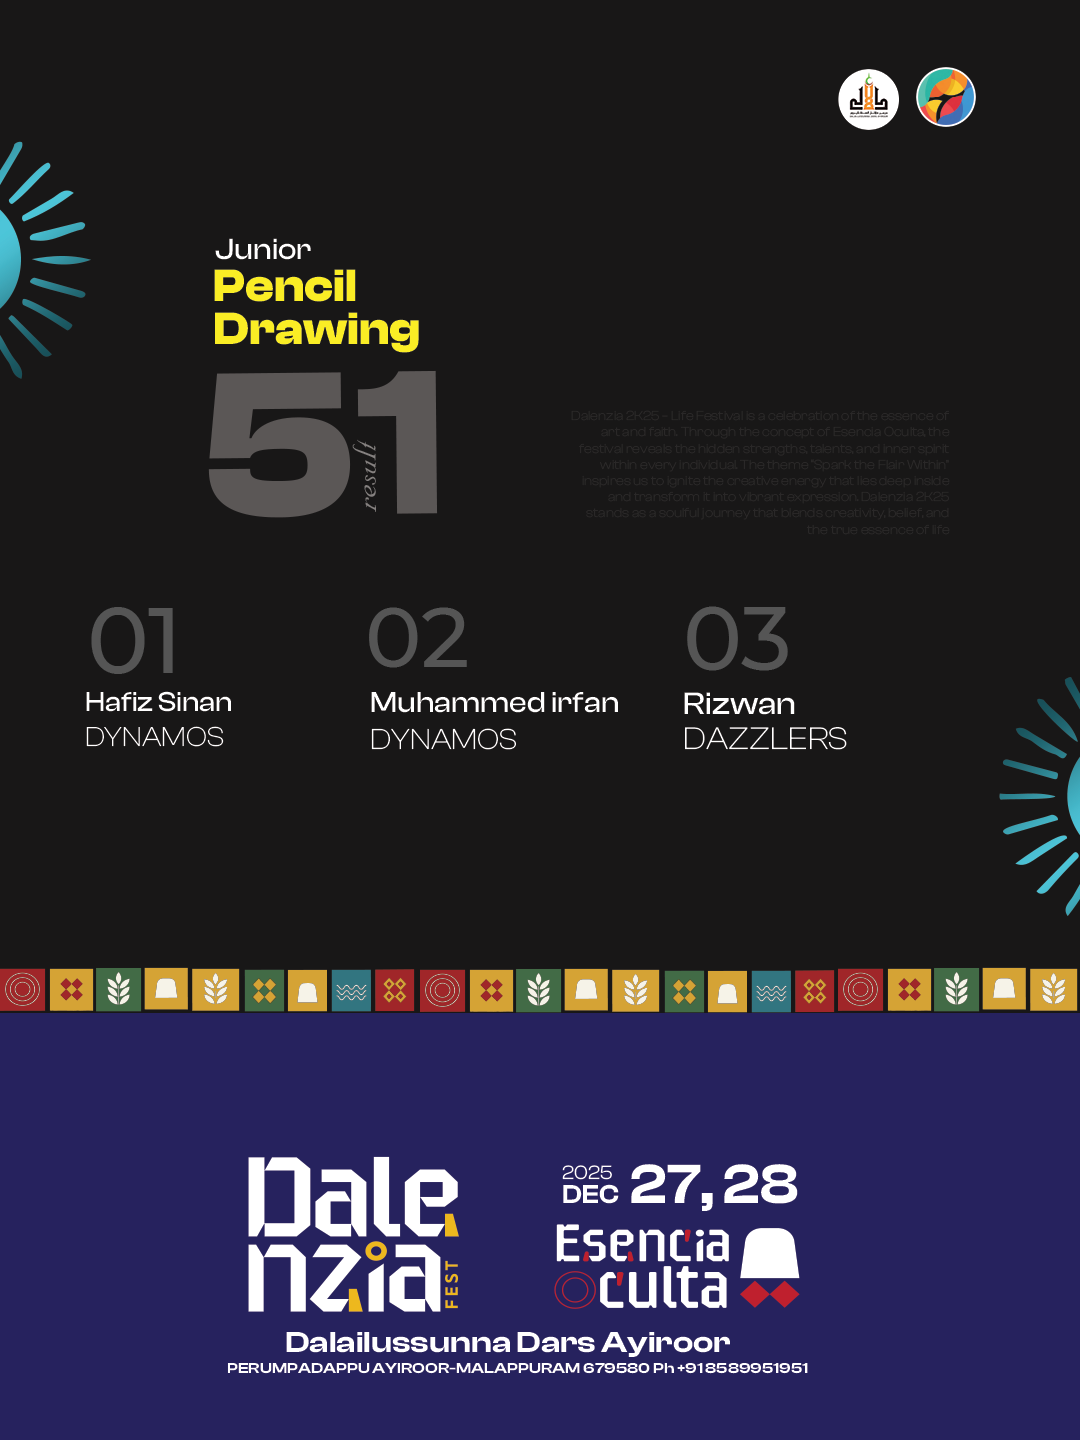 Junior
Pencil
Drawing
51
result
Dalenzia 2K25 – Life Festival is a celebration of the essence of
art and faith. Through the concept of Esencia Oculta, the
festival reveals the hidden strengths, talents, and inner spirit
within every individual. The theme “Spark the Flair Within”
inspires us to ignite the creative energy that lies deep inside
and transform it into vibrant expression. Dalenzia 2K25
stands as a soulful journey that blends creativity, belief, and
the true essence of life
01
Hafiz Sinan
DYNAMOS
02
Muhammed irfan
DYNAMOS
03
Rizwan
DAZZLERS
Dale
nzia
FEST
2025
DEC 27, 28
Esencia
Oculta
Dalailussunna Dars Ayiroor
PERUMPADAPPU AYIROOR-MALAPPURAM 679580 Ph +918589951951